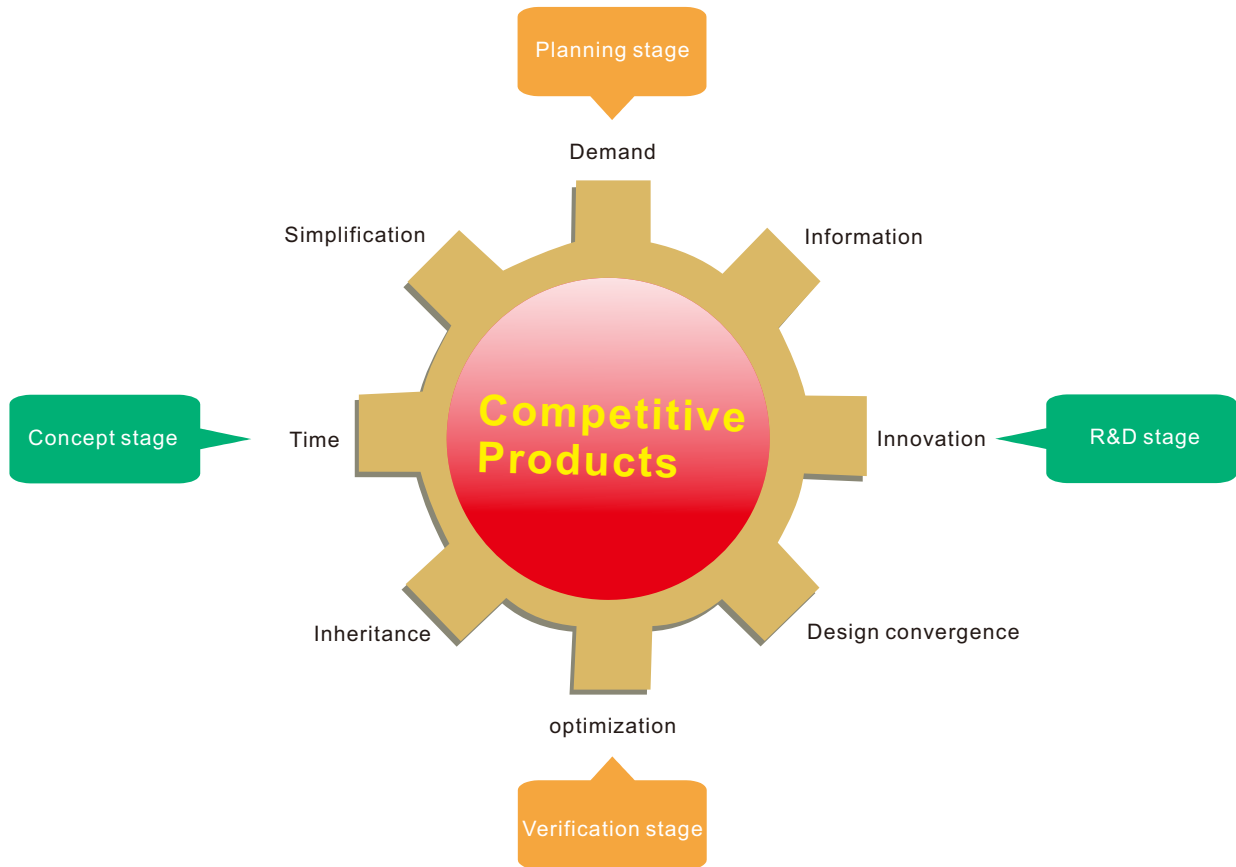 Planning stage
Demand
Simplification
Information
Competitive
Products
Concept stage
Time
Innovation
R&D stage
Inheritance
Design convergence
optimization
Verification stage